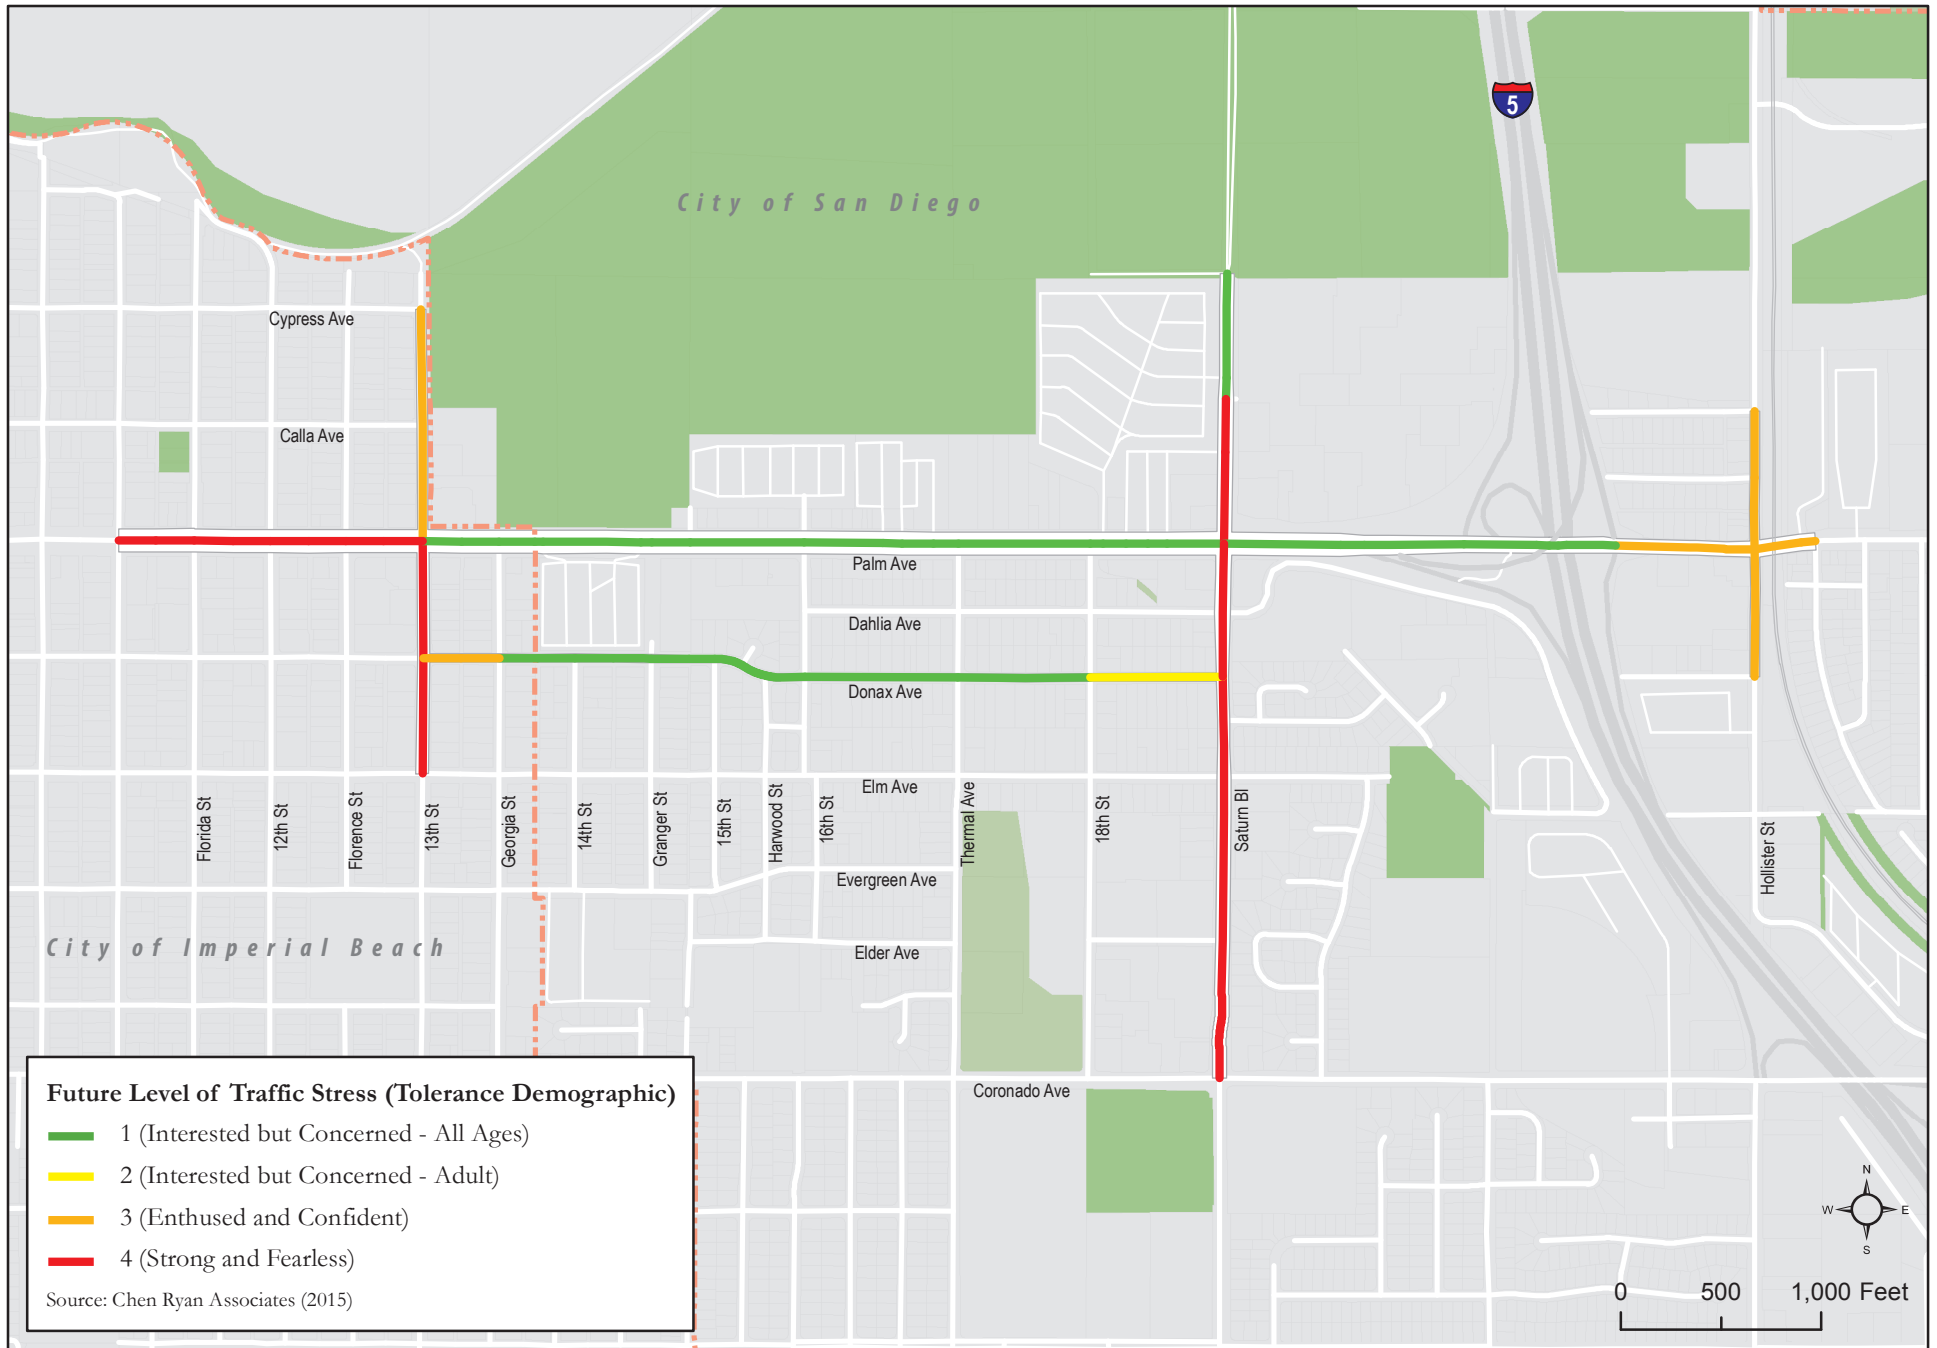 5
City of San Diego
Cypress Ave
Calla Ave
Palm Ave
Dahlia Ave
Donax Ave
Elm Ave
Florida St
12th St
Florence St
13th St
Georgia St
14th St
Granger St
15th St
Harwood St
16th St
Thermal Ave
18th St
Saturn Bl
Hollister St
Evergreen Ave
City of Imperial Beach
Elder Ave
Coronado Ave
Future Level of Traffic Stress (Tolerance Demographic)
1 (Interested but Concerned - All Ages)
2 (Interested but Concerned - Adult)
3 (Enthused and Confident)
4 (Strong and Fearless)
Source: Chen Ryan Associates (2015)
N
W E
S
0 500 1,000 Feet